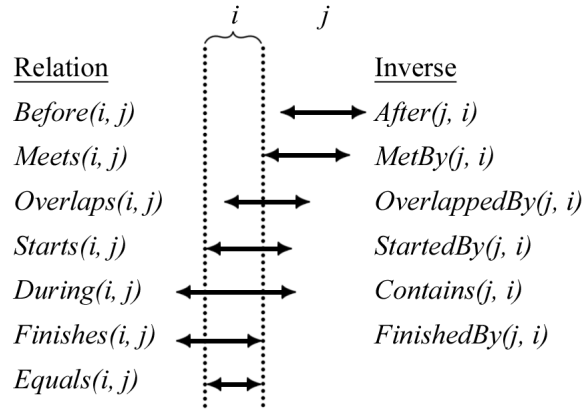 i j
Relation Inverse
Before(i, j) After(j, i)
Meets(i, j) MetBy(j, i)
Overlaps(i, j) OverlappedBy(j, i)
Starts(i, j) StartedBy(j, i)
During(i, j) Contains(j, i)
Finishes(i, j) FinishedBy(j, i)
Equals(i, j)